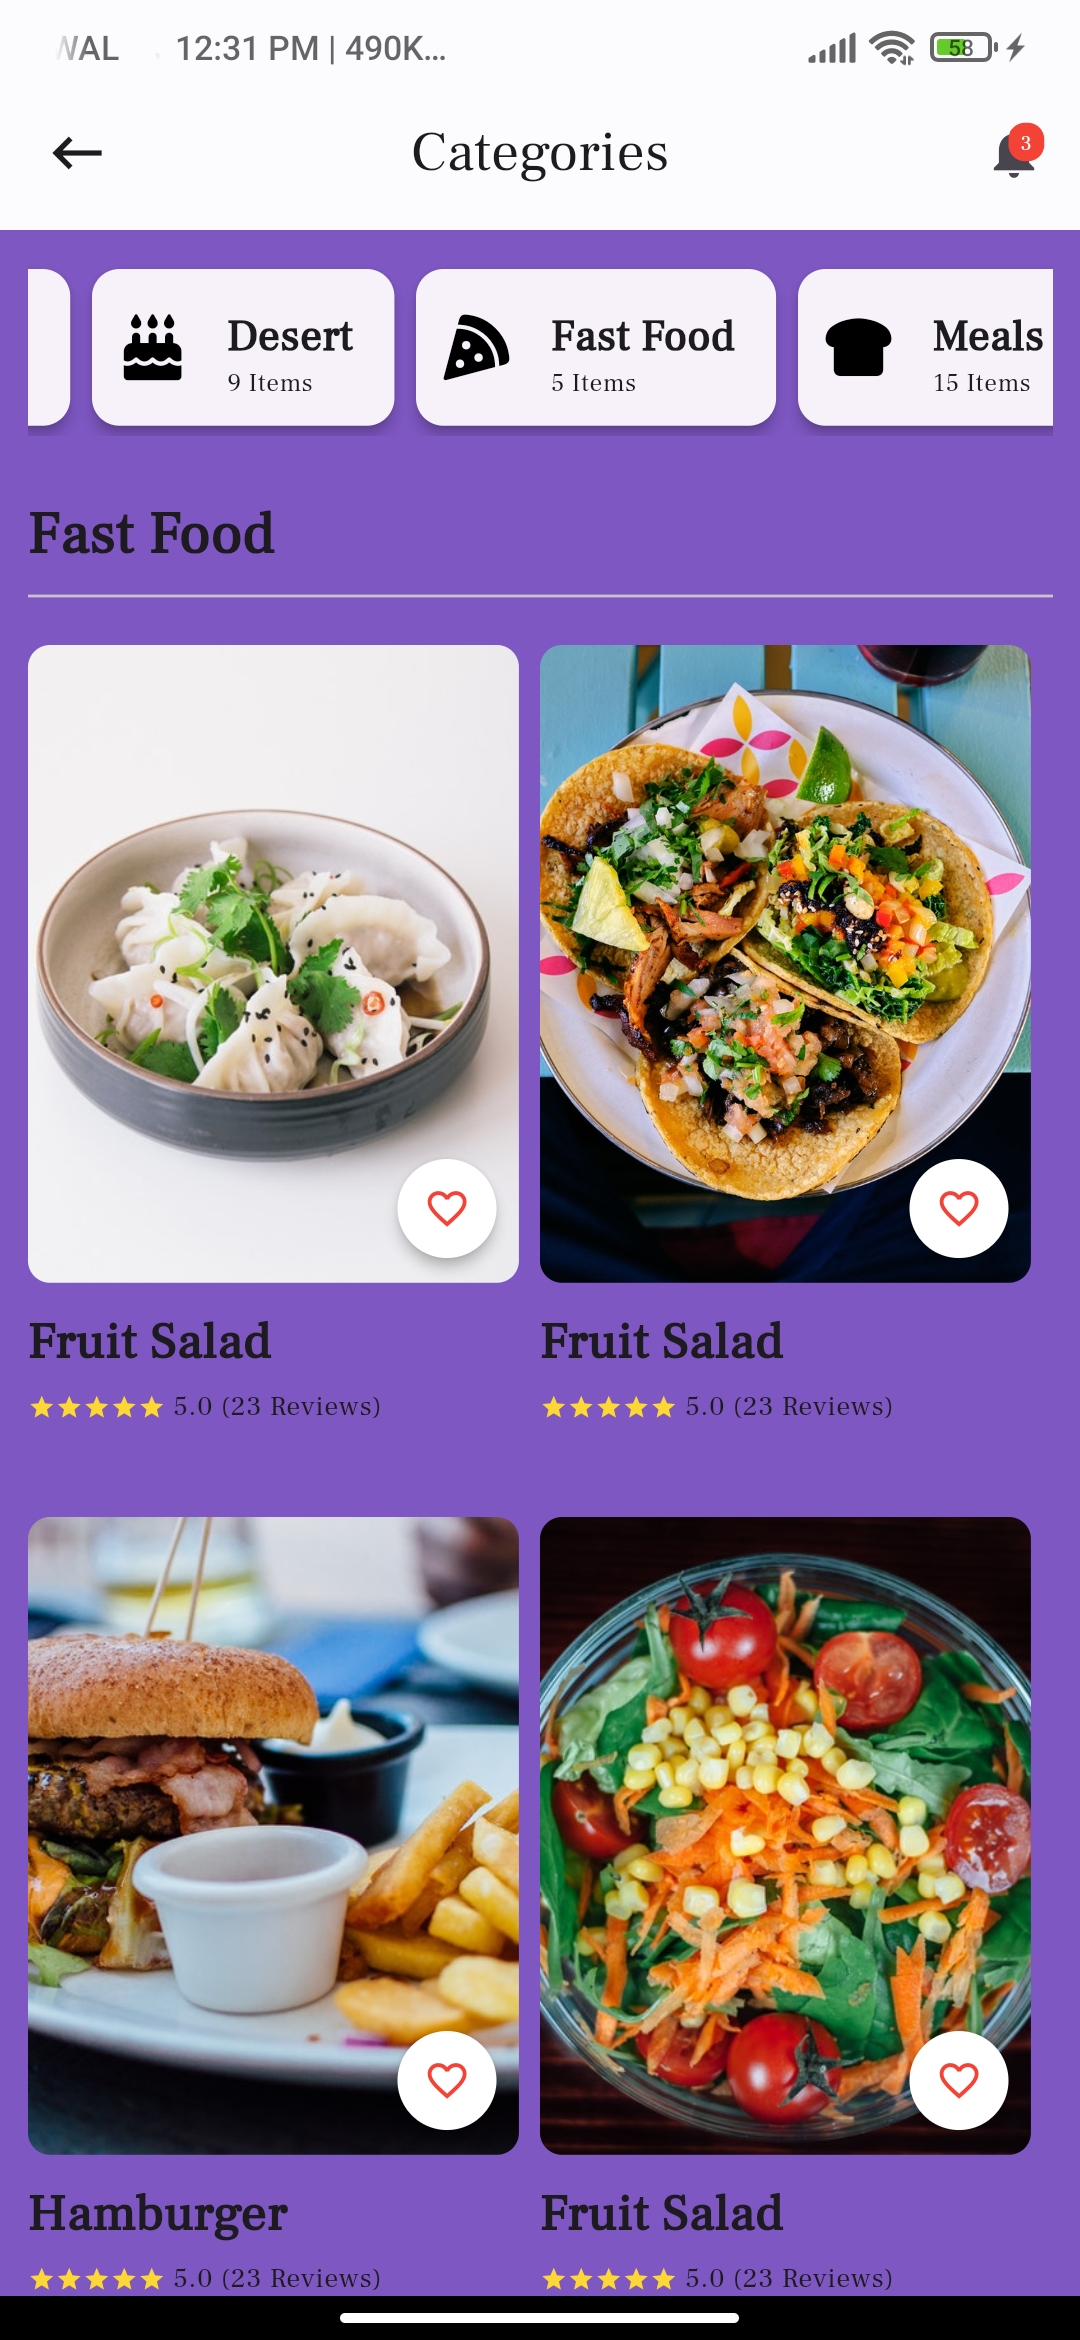 WAL 12:31 PM | 490K... 58
Categories
3
Desert
9 Items
Fast Food
5 Items
Meals
15 Items
Fast Food
Fruit Salad
5.0 (23 Reviews)
Fruit Salad
5.0 (23 Reviews)
Hamburger
5.0 (23 Reviews)
Fruit Salad
5.0 (23 Reviews)